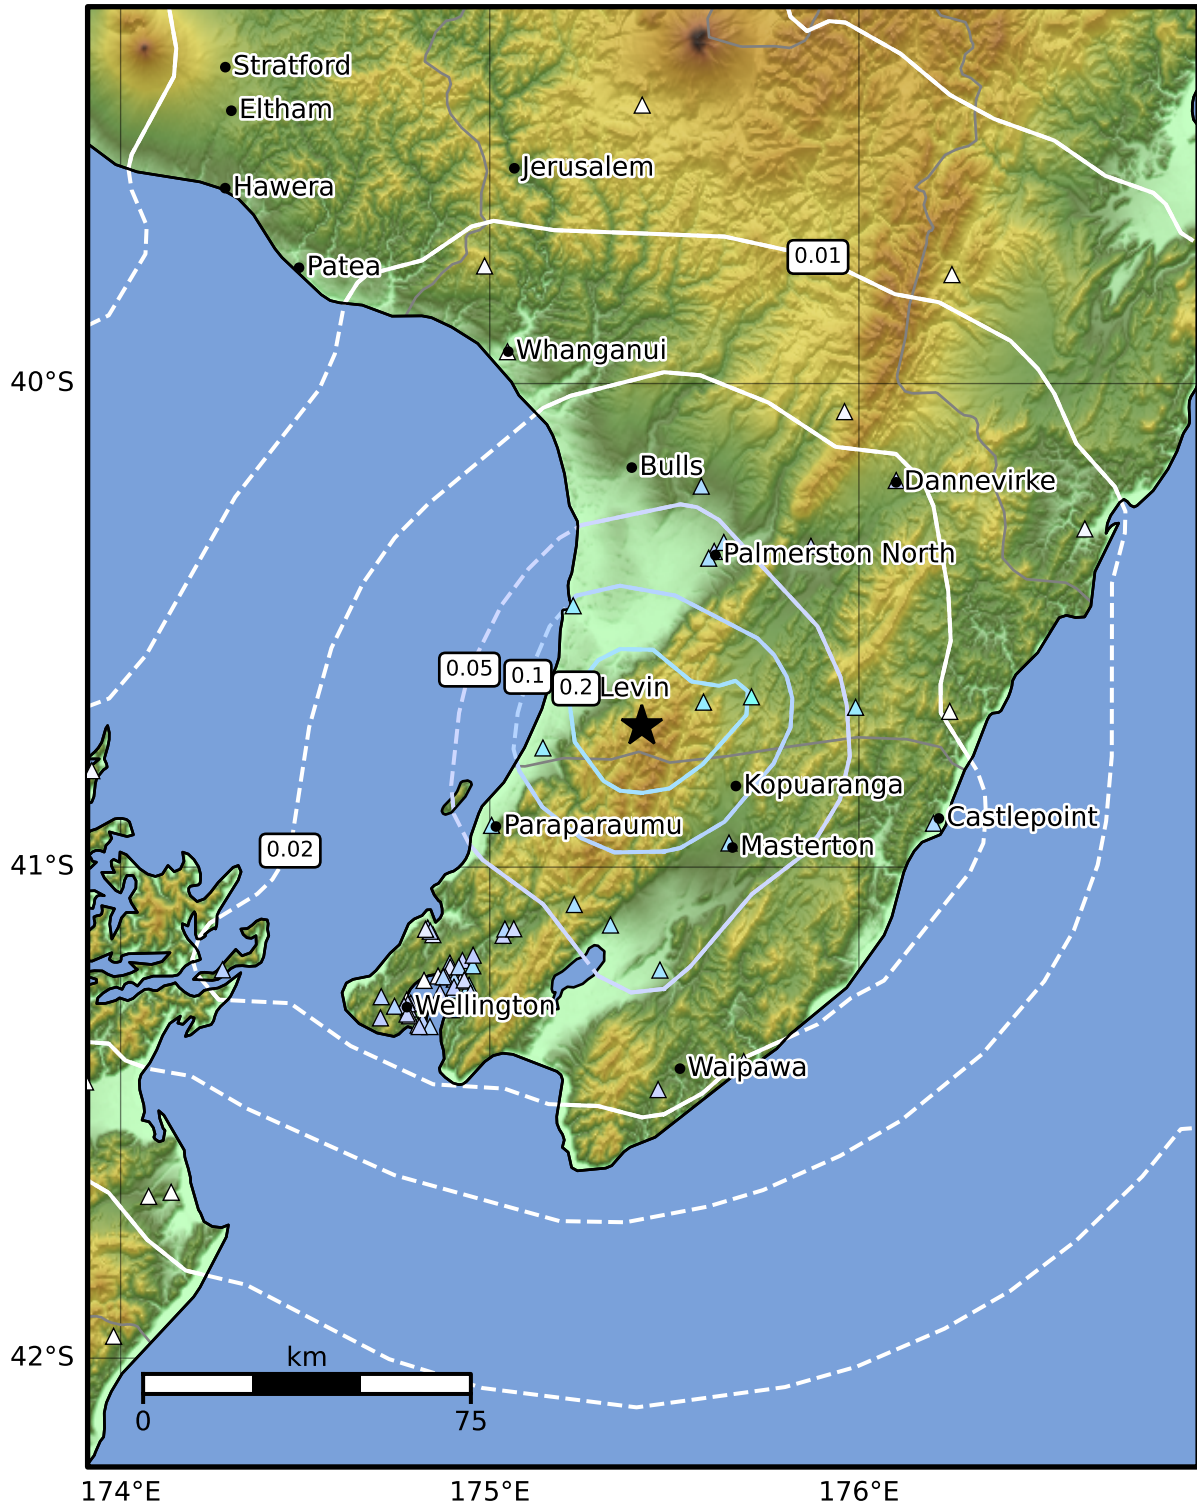 Stratford
Eltham
Jerusalem
Hawera
0.01
Patea
Whanganui
40°S
Bulls
Dannevirke
Palmerston North
0.05
0.1
0.2
Levin
Kopuaranga
Castlepoint
Paraparaumu
Masterton
0.02
41°S
Wellington
Waipawa
42°S
km
0
75
174°E
175°E
176°E